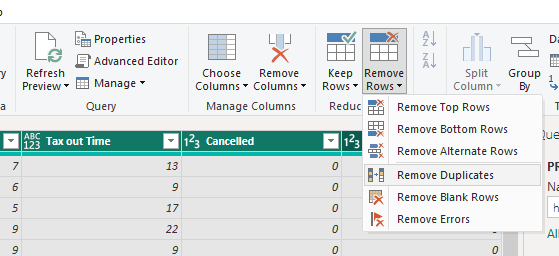 Properties
Advanced Editor
Manage
Refresh
Preview
Query
Choose
Columns
Remove
Columns
Manage Columns
Keep
Rows
Remove
Rows
Reduc
A
Z
Z
A
Split
Column
Group
By
Remove Top Rows
Remove Bottom Rows
Remove Alternate Rows
Remove Duplicates
Remove Blank Rows
Remove Errors
ABC
123
Tax out Time
123
Cancelled
123
7 13 0
6 9 0
5 17 0
9 22 0
9 9 0 0
Que
PR
Na
h
All